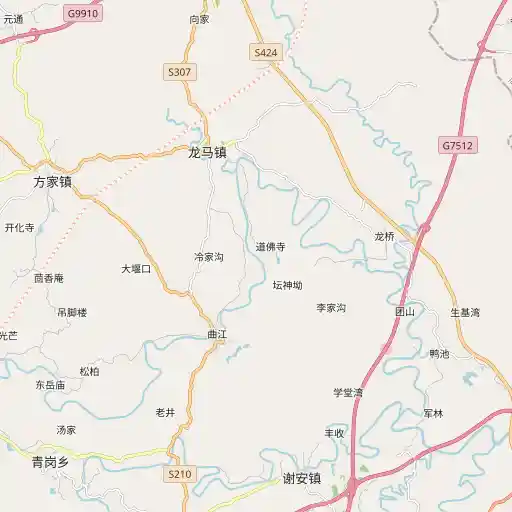 元通
G9910
向家
S424
S307
G7512
龙马镇
方家镇
开化寺
龙桥
道佛寺
冷家沟
大堰口
茴香庵
坛神坳
李家沟
吊脚楼
团山
生基湾
光芒
曲江
鸭池
松柏
东岳庙
学堂湾
老井
军林
汤家
丰收
青岗乡
S210
谢安镇